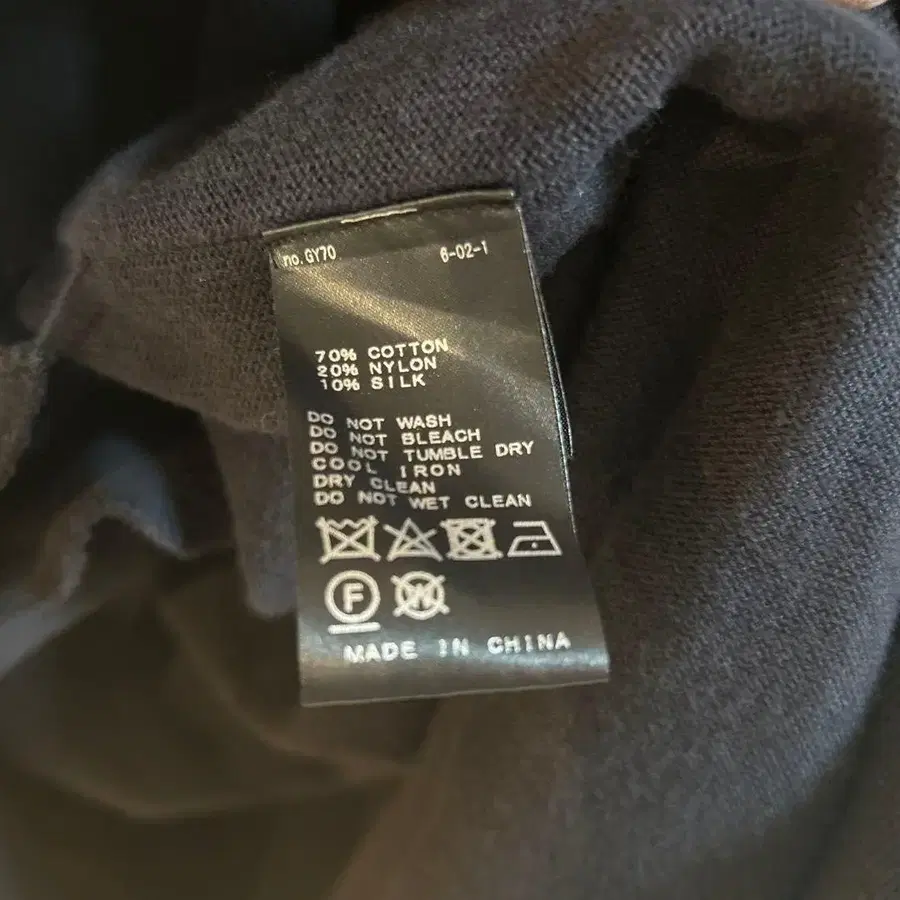 no.GY70 6-02-1
70% COTTON
20% NYLON
10% SILK
DO NOT WASH
DO NOT BLEACH
DO NOT TUMBLE DRY
COOL IRON
DRY CLEAN
DO NOT WET CLEAN
F W
MADE IN CHINA